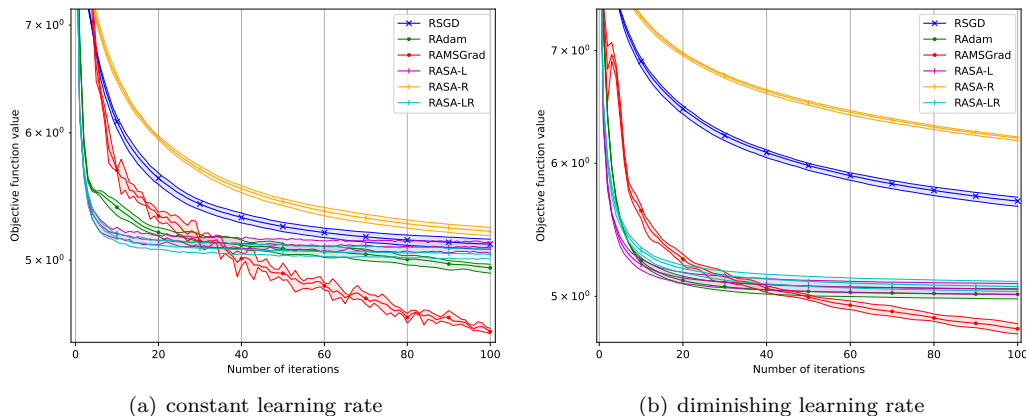 7 × 10⁰
6 × 10⁰
5 × 10⁰
Objective function value
RSGD
RAdam
RAMSGrad
RASA-L
RASA-R
RASA-LR
0 20 40 60 80 100
Number of iterations
(a) constant learning rate
7 × 10⁰
6 × 10⁰
5 × 10⁰
Objective function value
RSGD
RAdam
RAMSGrad
RASA-L
RASA-R
RASA-LR
0 20 40 60 80 100
Number of iterations
(b) diminishing learning rate